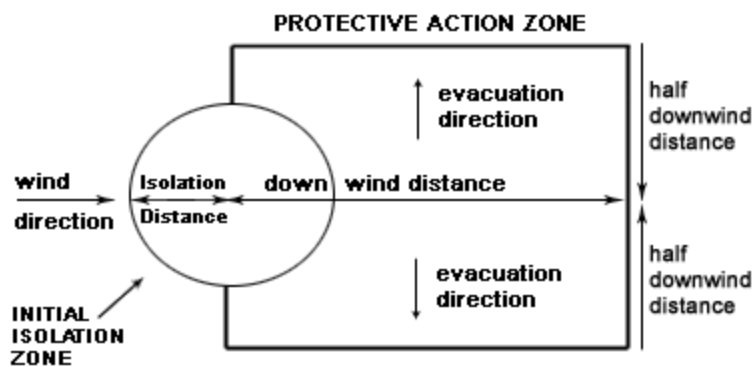 PROTECTIVE ACTION ZONE
evacuation
direction
half
downwind
distance
wind
direction
Isolation
Distance
down wind distance
evacuation
direction
half
downwind
distance
INITIAL
ISOLATION
ZONE